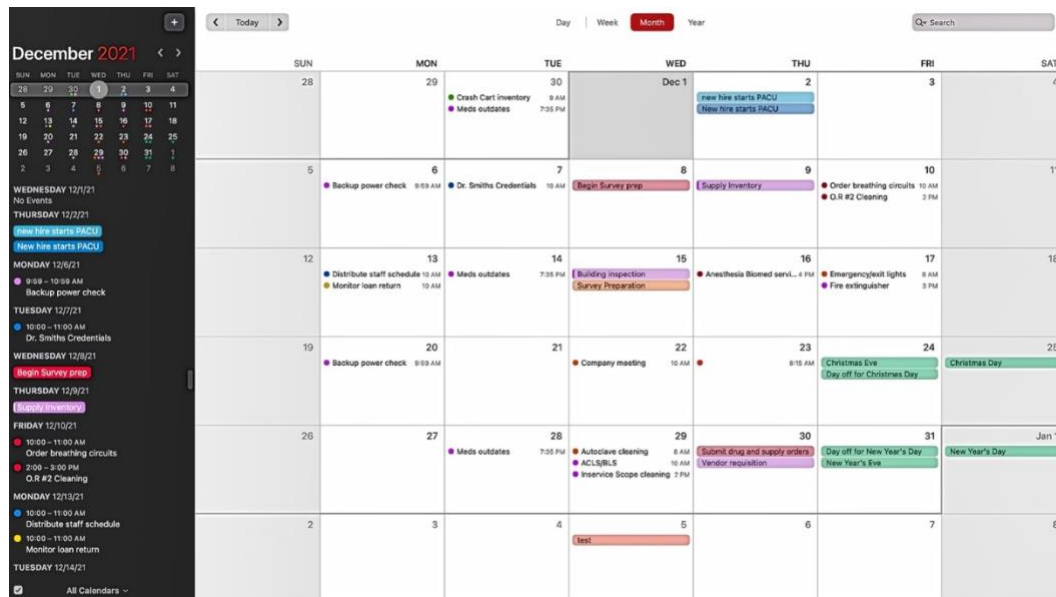 +
December 2021 < >
SUN MON TUE WED THU FRI SAT
28 29 30 1 2 3 4
5 6 7 8 9 10 11
12 13 14 15 16 17 18
19 20 21 22 23 24 25
26 27 28 29 30 31 1
2 3 4 5 6 7 8
WEDNESDAY 12/1/21
No Events
THURSDAY 12/2/21
new hire starts PACU
New hire starts PACU
MONDAY 12/6/21
9:59 – 10:59 AM
Backup power check
TUESDAY 12/7/21
10:00 – 11:00 AM
Dr. Smiths Credentials
WEDNESDAY 12/8/21
Begin Survey prep
THURSDAY 12/9/21
Supply Inventory
FRIDAY 12/10/21
10:00 – 11:00 AM
Order breathing circuits
2:00 – 3:00 PM
O.R #2 Cleaning
MONDAY 12/13/21
10:00 – 11:00 AM
Distribute staff schedule
10:00 – 11:00 AM
Monitor loan return
TUESDAY 12/14/21
All Calendars
< Today >
Day Week Month Year
Search
SUN MON TUE WED THU FRI SAT
28 29 30 Dec 1 2 3 4
Crash Cart inventory 9 AM
Meds outdates 7:35 PM
new hire starts PACU
New hire starts PACU
5 6 7 8 9 10 11
Backup power check 9:59 AM
Dr. Smiths Credentials 10 AM
Begin Survey prep
Supply Inventory
Order breathing circuits 10 AM
O.R #2 Cleaning 2 PM
12 13 14 15 16 17 18
Distribute staff schedule 10 AM
Monitor loan return 10 AM
Meds outdates 7:35 PM
Building inspection
Survey Preparation
Anesthesia Biomed servi... 4 PM
Emergency/exit lights 8 AM
Fire extinguisher 3 PM
19 20 21 22 23 24 25
Backup power check 9:59 AM
Company meeting 10 AM
8:15 AM
Christmas Eve
Day off for Christmas Day
Christmas Day
26 27 28 29 30 31 Jan 1
Meds outdates 7:35 PM
Autoclave cleaning 8 AM
ACLS/BLS 10 AM
Inservice Scope cleaning 2 PM
Submit drug and supply orders
Vendor requisition
Day off for New Year's Day
New Year's Eve
New Year's Day
2 3 4 5 6 7 8
test